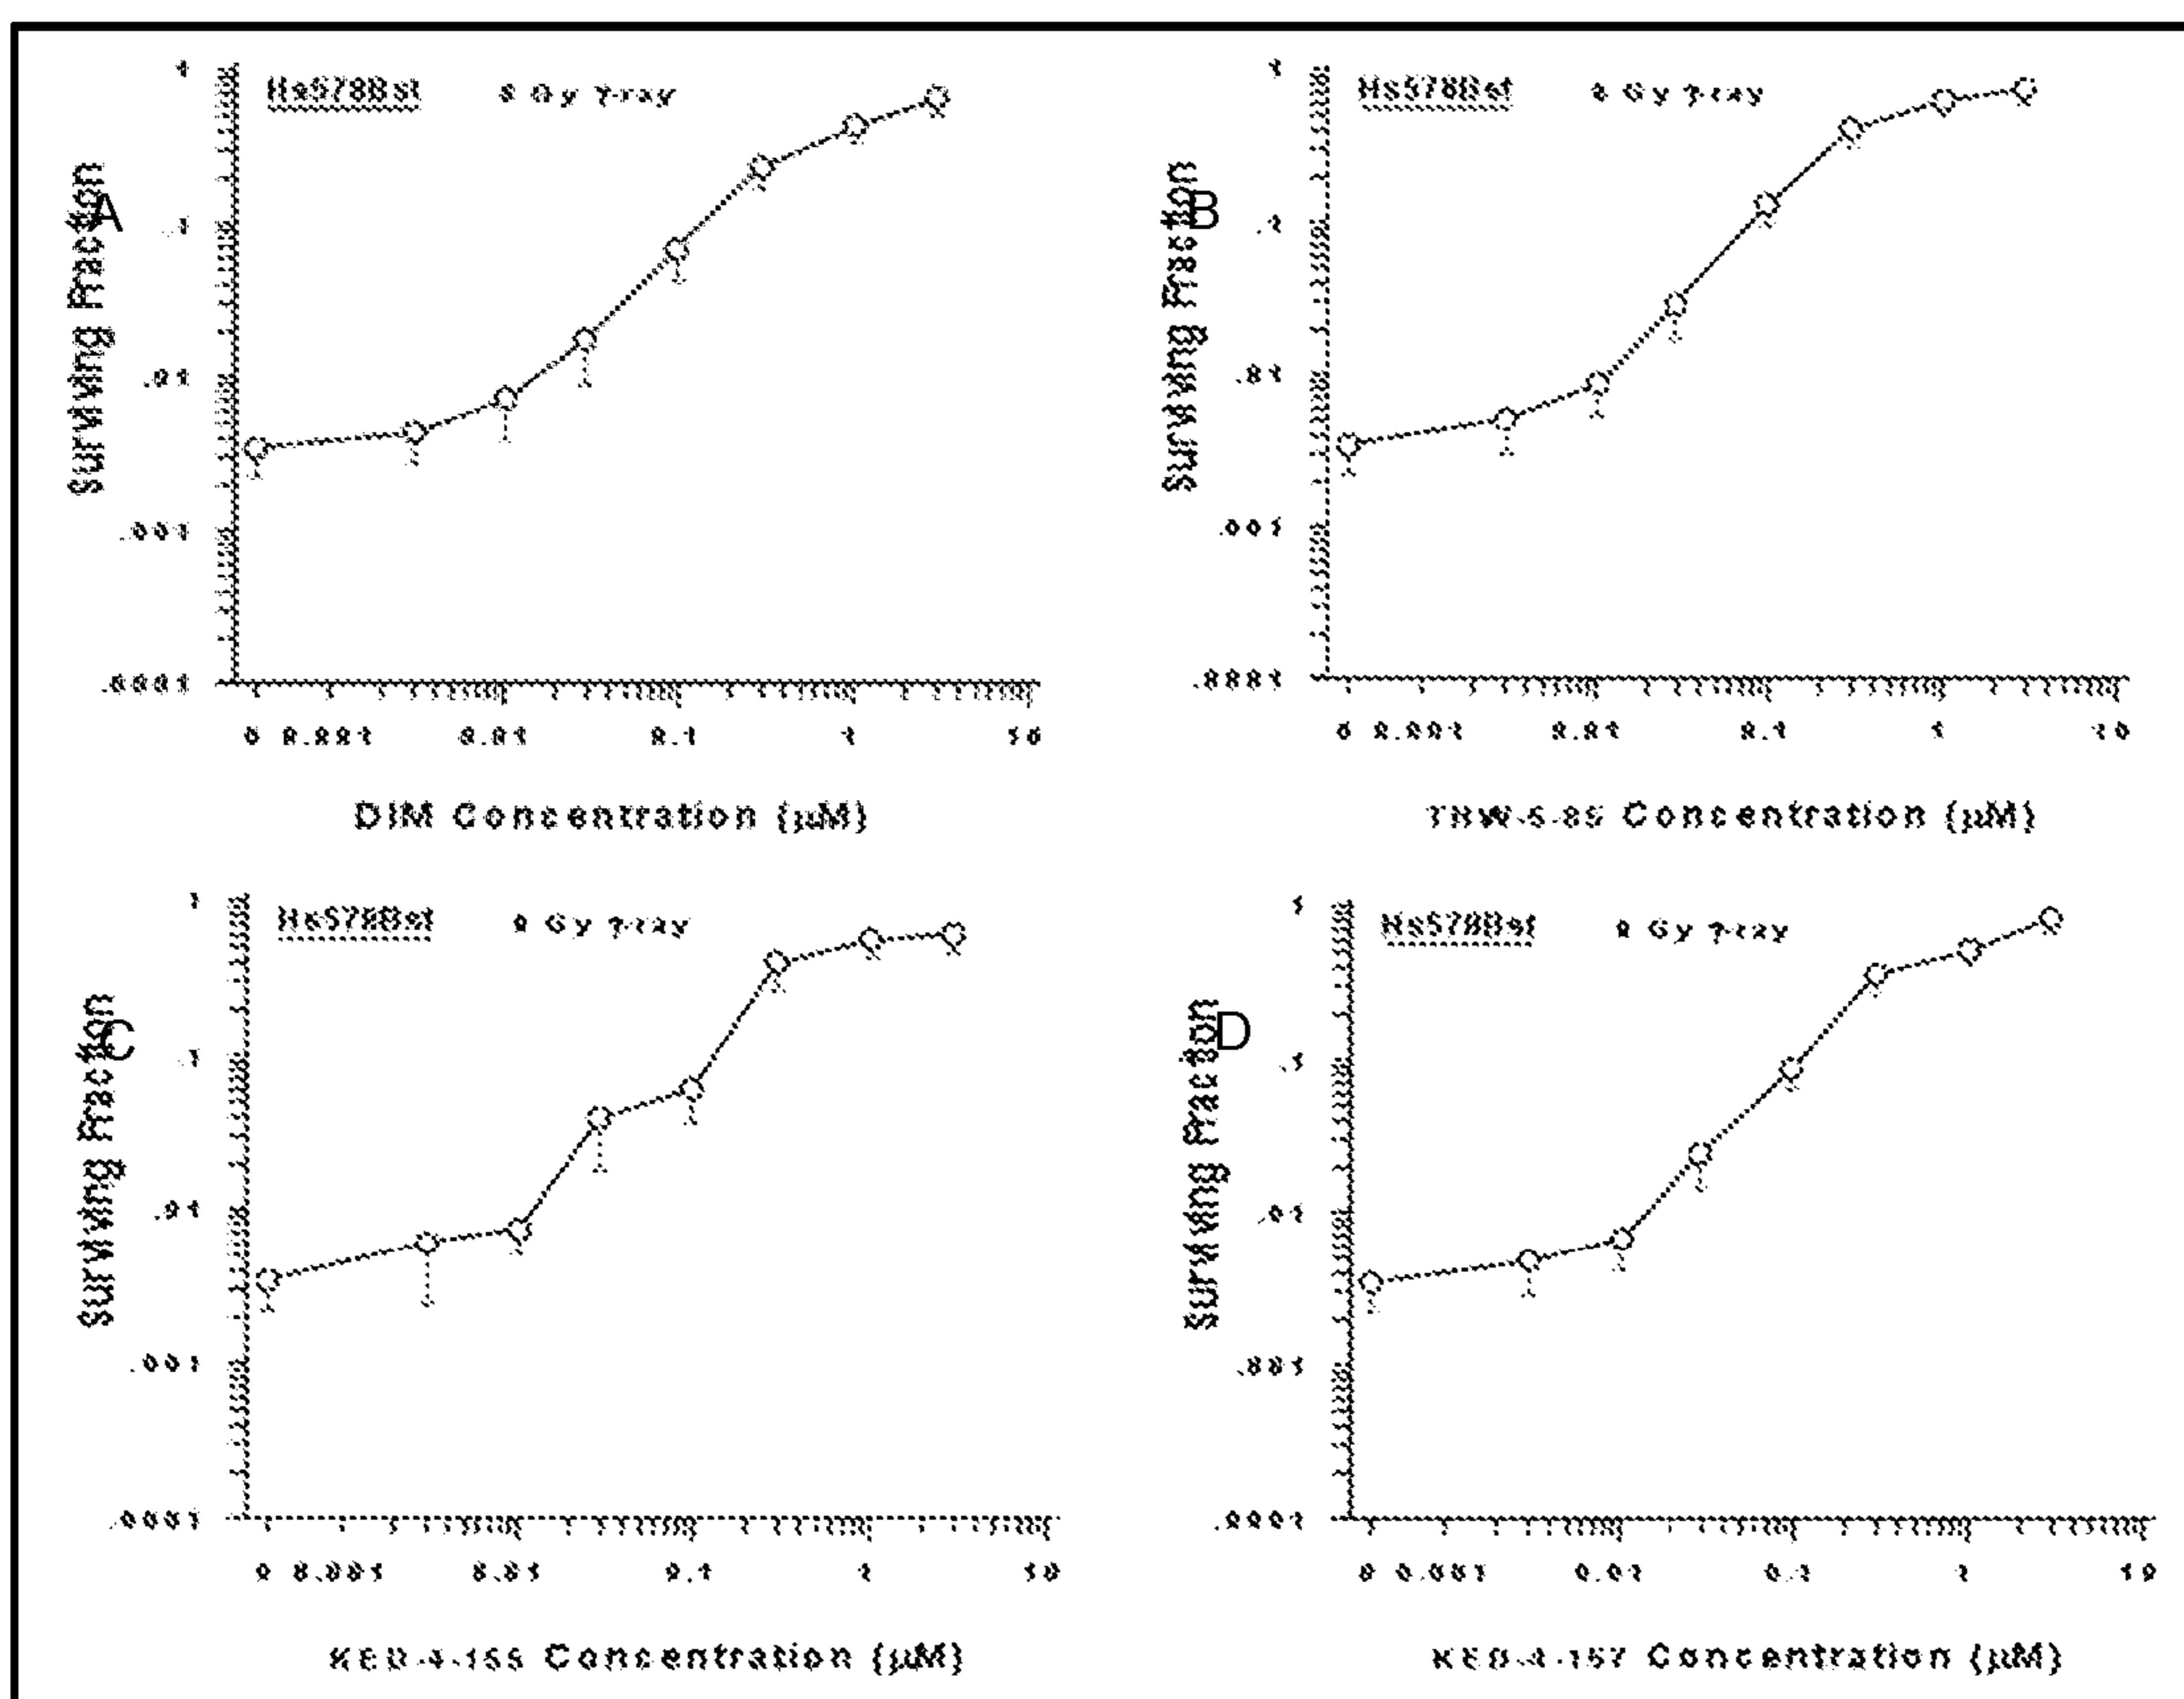 1
Hs578Bst 8 Gy γ-ray
A
Surviving Fraction
.1
.01
.001
.0001
0 0.001 0.01 0.1 1 10
DIM Concentration (µM)
1
Hs578Bst 8 Gy γ-ray
B
Surviving Fraction
.1
.01
.001
.0001
0 0.001 0.01 0.1 1 10
Concentration (µM)
1
Hs578Bst 8 Gy γ-ray
C
Surviving Fraction
.1
.01
.001
.0001
0 0.001 0.01 0.1 1 10
Concentration (µM)
1
Hs578Bst 8 Gy γ-ray
D
Surviving Fraction
.1
.01
.001
.0001
0 0.001 0.01 0.1 1 10
Concentration (µM)